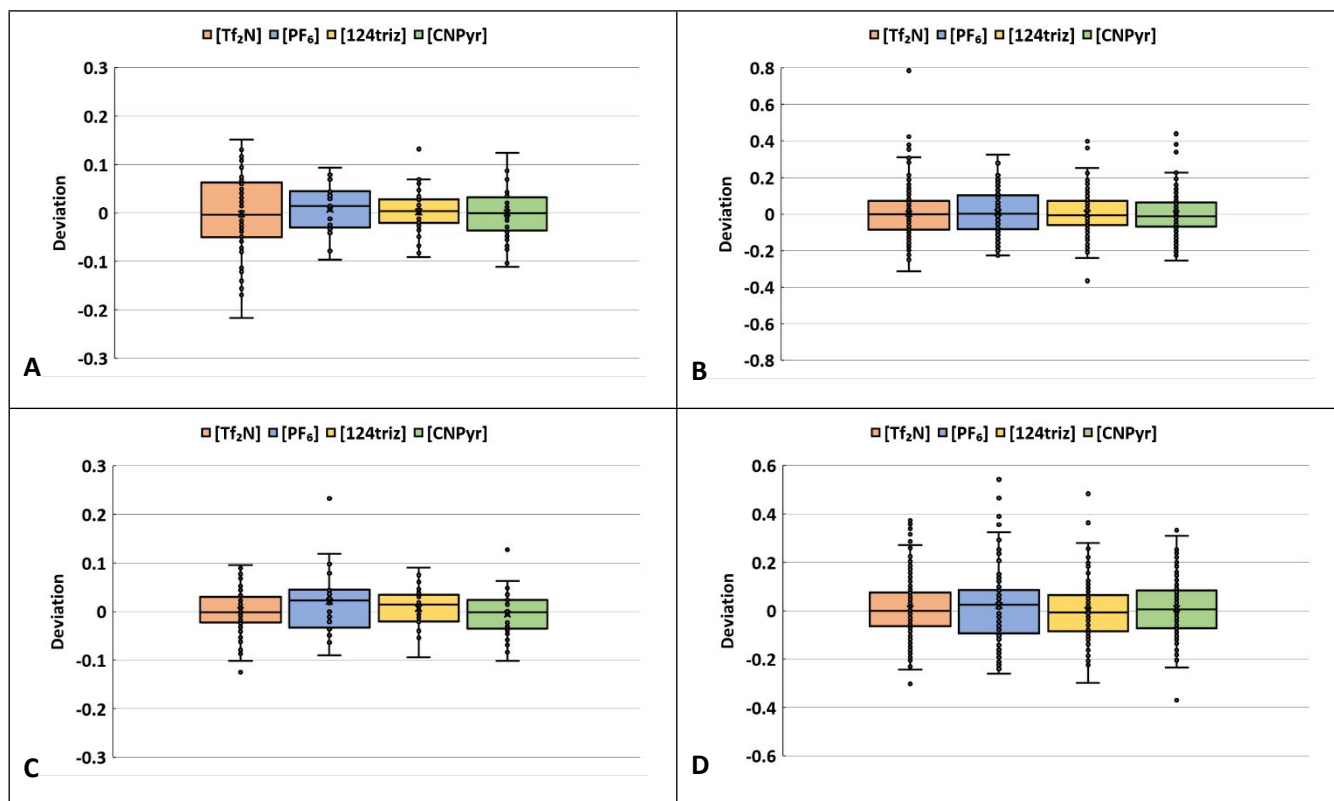 [Tf₂N] [PF₆] [124triz] [CNPyr]
0.3
0.2
0.1
0
-0.1
-0.2
-0.3
Deviation
A
[Tf₂N] [PF₆] [124triz] [CNPyr]
0.8
0.6
0.4
0.2
0
-0.2
-0.4
-0.6
-0.8
Deviation
B
[Tf₂N] [PF₆] [124triz] [CNPyr]
0.3
0.2
0.1
0
-0.1
-0.2
-0.3
Deviation
C
[Tf₂N] [PF₆] [124triz] [CNPyr]
0.6
0.4
0.2
0
-0.2
-0.4
-0.6
Deviation
D